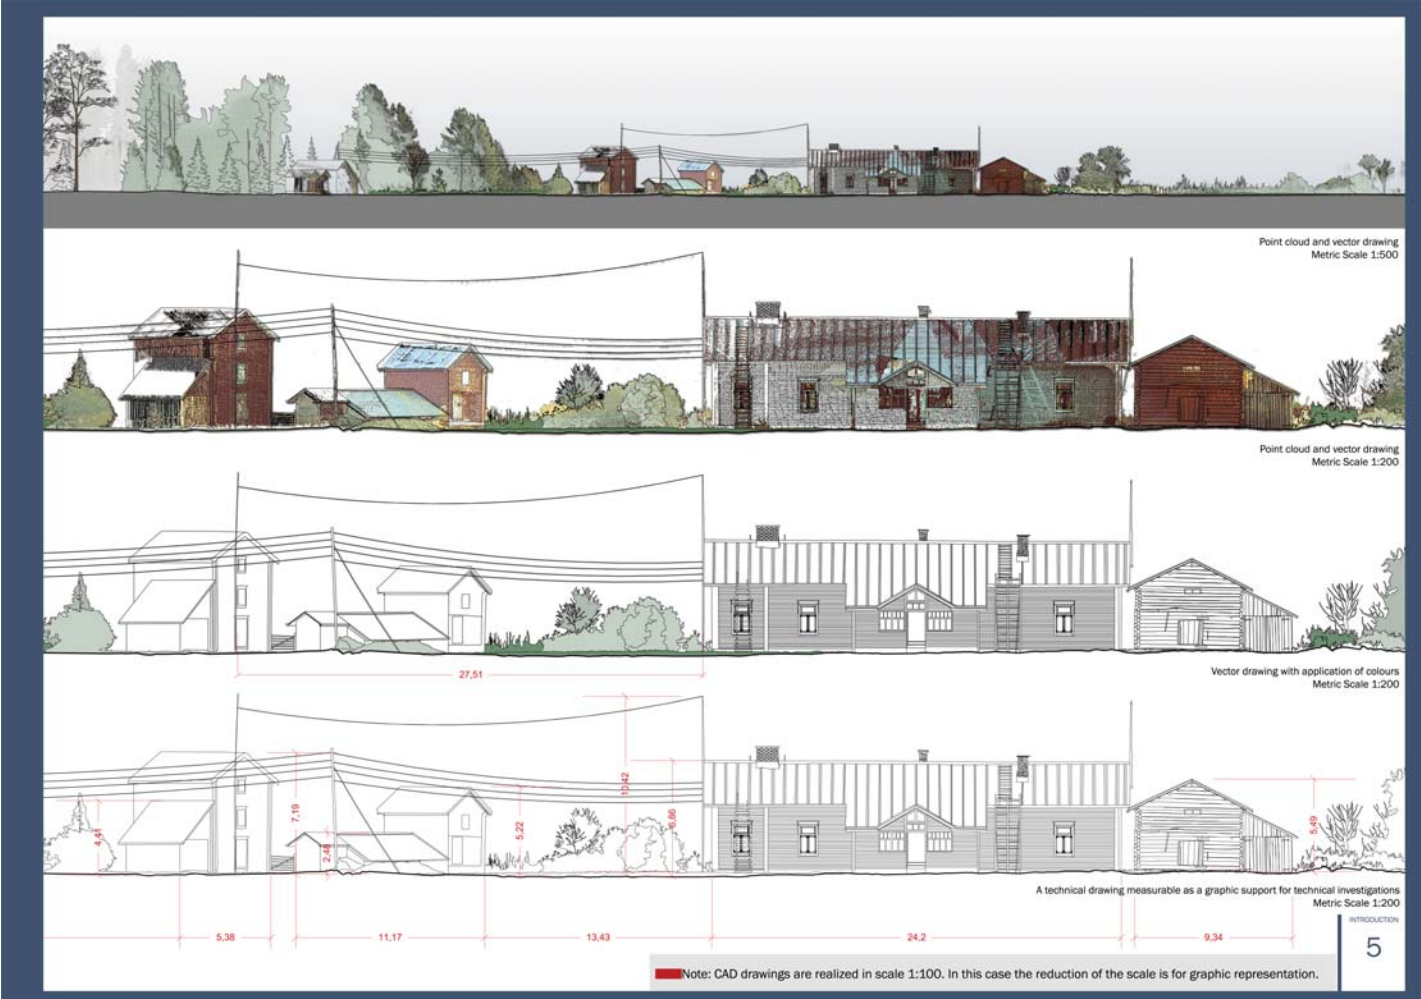 Point cloud and vector drawing
Metric Scale 1:500
Point cloud and vector drawing
Metric Scale 1:200
27,51
Vector drawing with application of colours
Metric Scale 1:200
4,41
7,19
2,48
5,22
13,42
6,86
5,49
A technical drawing measurable as a graphic support for technical investigations
Metric Scale 1:200
5,38
11,17
13,43
24,2
9,34
INTRODUCTION
5
Note: CAD drawings are realized in scale 1:100. In this case the reduction of the scale is for graphic representation.